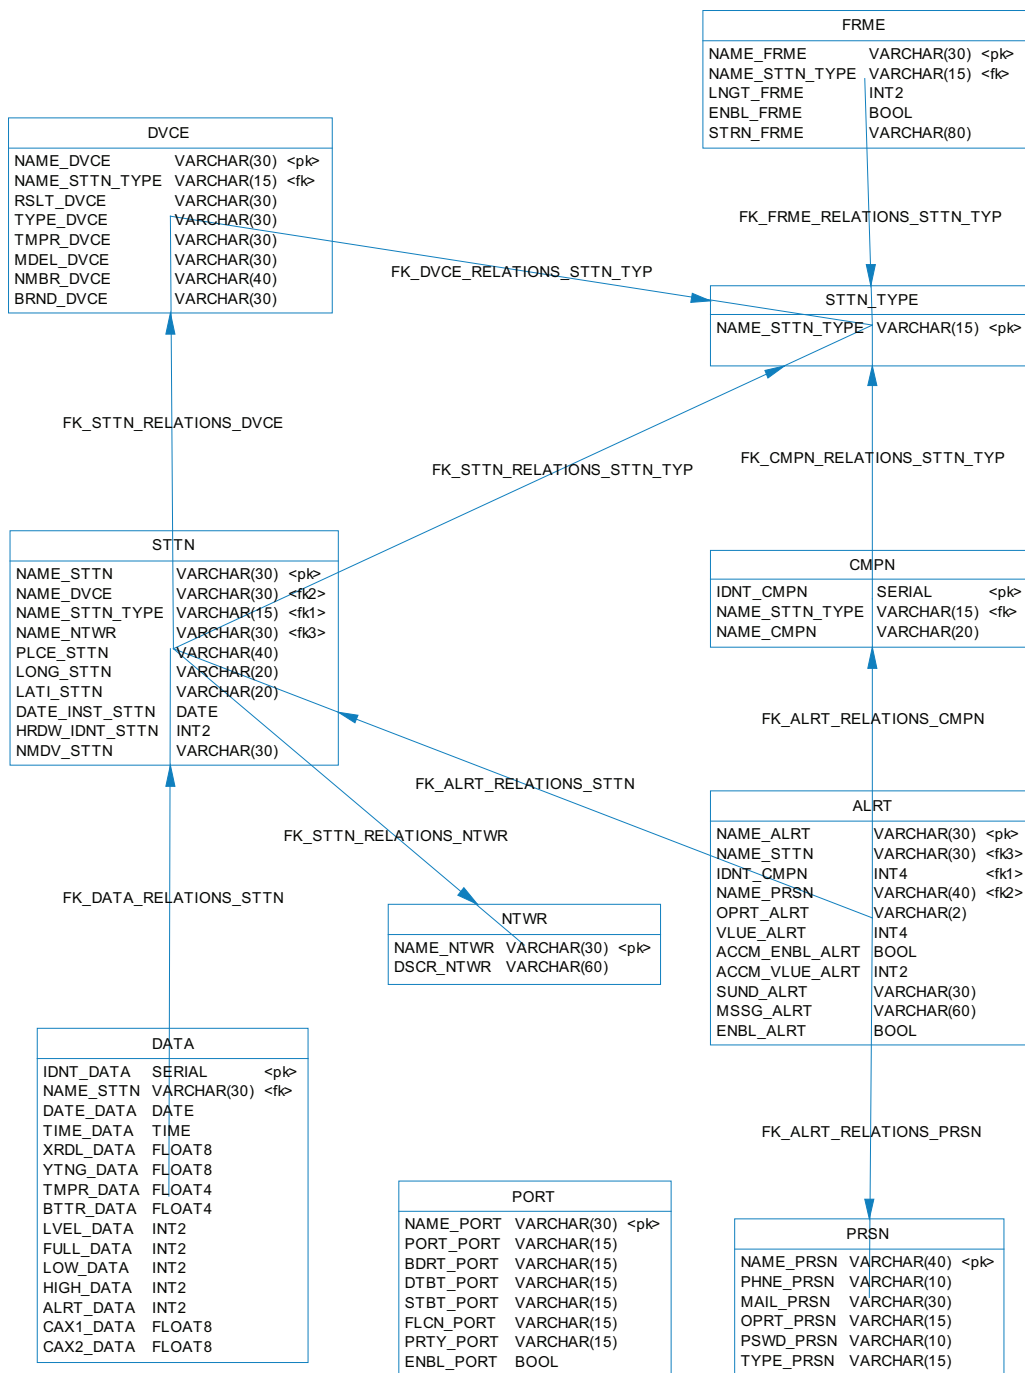 FRME
NAME_FRME VARCHAR(30) <pk>
NAME_STTN_TYPE VARCHAR(15) <fk>
LNGT_FRME INT2
ENBL_FRME BOOL
STRN_FRME VARCHAR(80)
DVCE
NAME_DVCE VARCHAR(30) <pk>
NAME_STTN_TYPE VARCHAR(15) <fk>
RSLT_DVCE VARCHAR(30)
TYPE_DVCE VARCHAR(30)
TMPR_DVCE VARCHAR(30)
MDEL_DVCE VARCHAR(30)
NMBR_DVCE VARCHAR(40)
BRND_DVCE VARCHAR(30)
FK_FRME_RELATIONS_STTN_TYP
FK_DVCE_RELATIONS_STTN_TYP
STTN_TYPE
NAME_STTN_TYPE VARCHAR(15) <pk>
FK_STTN_RELATIONS_DVCE
FK_STTN_RELATIONS_STTN_TYP
FK_CMPN_RELATIONS_STTN_TYP
STTN
NAME_STTN VARCHAR(30) <pk>
NAME_DVCE VARCHAR(30) <fk2>
NAME_STTN_TYPE VARCHAR(15) <fk1>
NAME_NTWR VARCHAR(30) <fk3>
PLCE_STTN VARCHAR(40)
LONG_STTN VARCHAR(20)
LATI_STTN VARCHAR(20)
DATE_INST_STTN DATE
HRDW_IDNT_STTN INT2
NMDV_STTN VARCHAR(30)
CMPN
IDNT_CMPN SERIAL <pk>
NAME_STTN_TYPE VARCHAR(15) <fk>
NAME_CMPN VARCHAR(20)
FK_ALRT_RELATIONS_CMPN
FK_ALRT_RELATIONS_STTN
FK_STTN_RELATIONS_NTWR
FK_DATA_RELATIONS_STTN
ALRT
NAME_ALRT VARCHAR(30) <pk>
NAME_STTN VARCHAR(30) <fk3>
IDNT_CMPN INT4 <fk1>
NAME_PRSN VARCHAR(40) <fk2>
OPRT_ALRT VARCHAR(2)
VLUE_ALRT INT4
ACCM_ENBL_ALRT BOOL
ACCM_VLUE_ALRT INT2
SUND_ALRT VARCHAR(30)
MSSG_ALRT VARCHAR(60)
ENBL_ALRT BOOL
NTWR
NAME_NTWR VARCHAR(30) <pk>
DSCR_NTWR VARCHAR(60)
DATA
IDNT_DATA SERIAL <pk>
NAME_STTN VARCHAR(30) <fk>
DATE_DATA DATE
TIME_DATA TIME
XRDL_DATA FLOAT8
YTNG_DATA FLOAT8
TMPR_DATA FLOAT4
BTTR_DATA FLOAT4
LVEL_DATA INT2
FULL_DATA INT2
LOW_DATA INT2
HIGH_DATA INT2
ALRT_DATA INT2
CAX1_DATA FLOAT8
CAX2_DATA FLOAT8
FK_ALRT_RELATIONS_PRSN
PORT
NAME_PORT VARCHAR(30) <pk>
PORT_PORT VARCHAR(15)
BDRT_PORT VARCHAR(15)
DTBT_PORT VARCHAR(15)
STBT_PORT VARCHAR(15)
FLCN_PORT VARCHAR(15)
PRTY_PORT VARCHAR(15)
ENBL_PORT BOOL
PRSN
NAME_PRSN VARCHAR(40) <pk>
PHNE_PRSN VARCHAR(10)
MAIL_PRSN VARCHAR(30)
OPRT_PRSN VARCHAR(15)
PSWD_PRSN VARCHAR(10)
TYPE_PRSN VARCHAR(15)